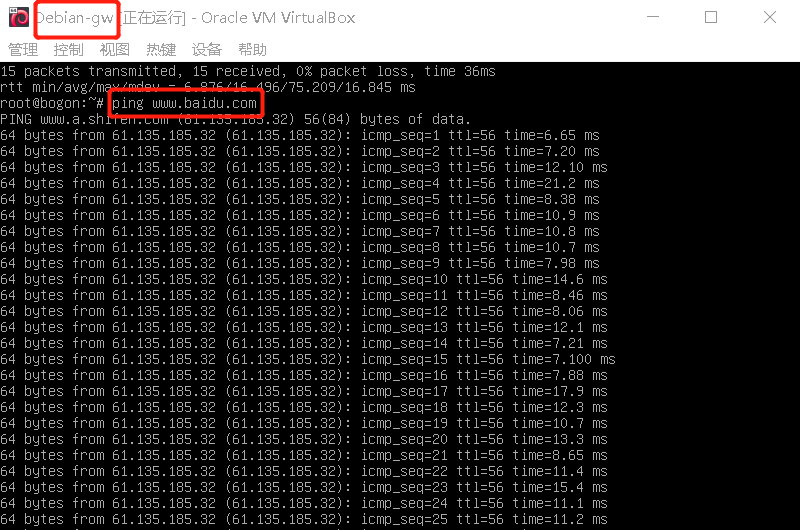 Debian-gw [正在运行] - Oracle VM VirtualBox
管理 控制 视图 热键 设备 帮助
15 packets transmitted, 15 received, 0% packet loss, time 36ms
rtt min/avg/max/mdev = 6.876/16.496/75.209/16.845 ms
root@bogon:~# ping www.baidu.com
PING www.a.shifen.com (61.135.185.32) 56(84) bytes of data.
64 bytes from 61.135.185.32 (61.135.185.32): icmp_seq=1 ttl=56 time=6.65 ms
64 bytes from 61.135.185.32 (61.135.185.32): icmp_seq=2 ttl=56 time=7.20 ms
64 bytes from 61.135.185.32 (61.135.185.32): icmp_seq=3 ttl=56 time=12.10 ms
64 bytes from 61.135.185.32 (61.135.185.32): icmp_seq=4 ttl=56 time=21.2 ms
64 bytes from 61.135.185.32 (61.135.185.32): icmp_seq=5 ttl=56 time=8.38 ms
64 bytes from 61.135.185.32 (61.135.185.32): icmp_seq=6 ttl=56 time=10.9 ms
64 bytes from 61.135.185.32 (61.135.185.32): icmp_seq=7 ttl=56 time=10.8 ms
64 bytes from 61.135.185.32 (61.135.185.32): icmp_seq=8 ttl=56 time=10.7 ms
64 bytes from 61.135.185.32 (61.135.185.32): icmp_seq=9 ttl=56 time=7.98 ms
64 bytes from 61.135.185.32 (61.135.185.32): icmp_seq=10 ttl=56 time=14.6 ms
64 bytes from 61.135.185.32 (61.135.185.32): icmp_seq=11 ttl=56 time=8.46 ms
64 bytes from 61.135.185.32 (61.135.185.32): icmp_seq=12 ttl=56 time=8.06 ms
64 bytes from 61.135.185.32 (61.135.185.32): icmp_seq=13 ttl=56 time=12.1 ms
64 bytes from 61.135.185.32 (61.135.185.32): icmp_seq=14 ttl=56 time=7.21 ms
64 bytes from 61.135.185.32 (61.135.185.32): icmp_seq=15 ttl=56 time=7.100 ms
64 bytes from 61.135.185.32 (61.135.185.32): icmp_seq=16 ttl=56 time=7.88 ms
64 bytes from 61.135.185.32 (61.135.185.32): icmp_seq=17 ttl=56 time=17.9 ms
64 bytes from 61.135.185.32 (61.135.185.32): icmp_seq=18 ttl=56 time=12.3 ms
64 bytes from 61.135.185.32 (61.135.185.32): icmp_seq=19 ttl=56 time=10.7 ms
64 bytes from 61.135.185.32 (61.135.185.32): icmp_seq=20 ttl=56 time=13.3 ms
64 bytes from 61.135.185.32 (61.135.185.32): icmp_seq=21 ttl=56 time=8.65 ms
64 bytes from 61.135.185.32 (61.135.185.32): icmp_seq=22 ttl=56 time=11.4 ms
64 bytes from 61.135.185.32 (61.135.185.32): icmp_seq=23 ttl=56 time=15.4 ms
64 bytes from 61.135.185.32 (61.135.185.32): icmp_seq=24 ttl=56 time=11.1 ms
64 bytes from 61.135.185.32 (61.135.185.32): icmp_seq=25 ttl=56 time=11.2 ms